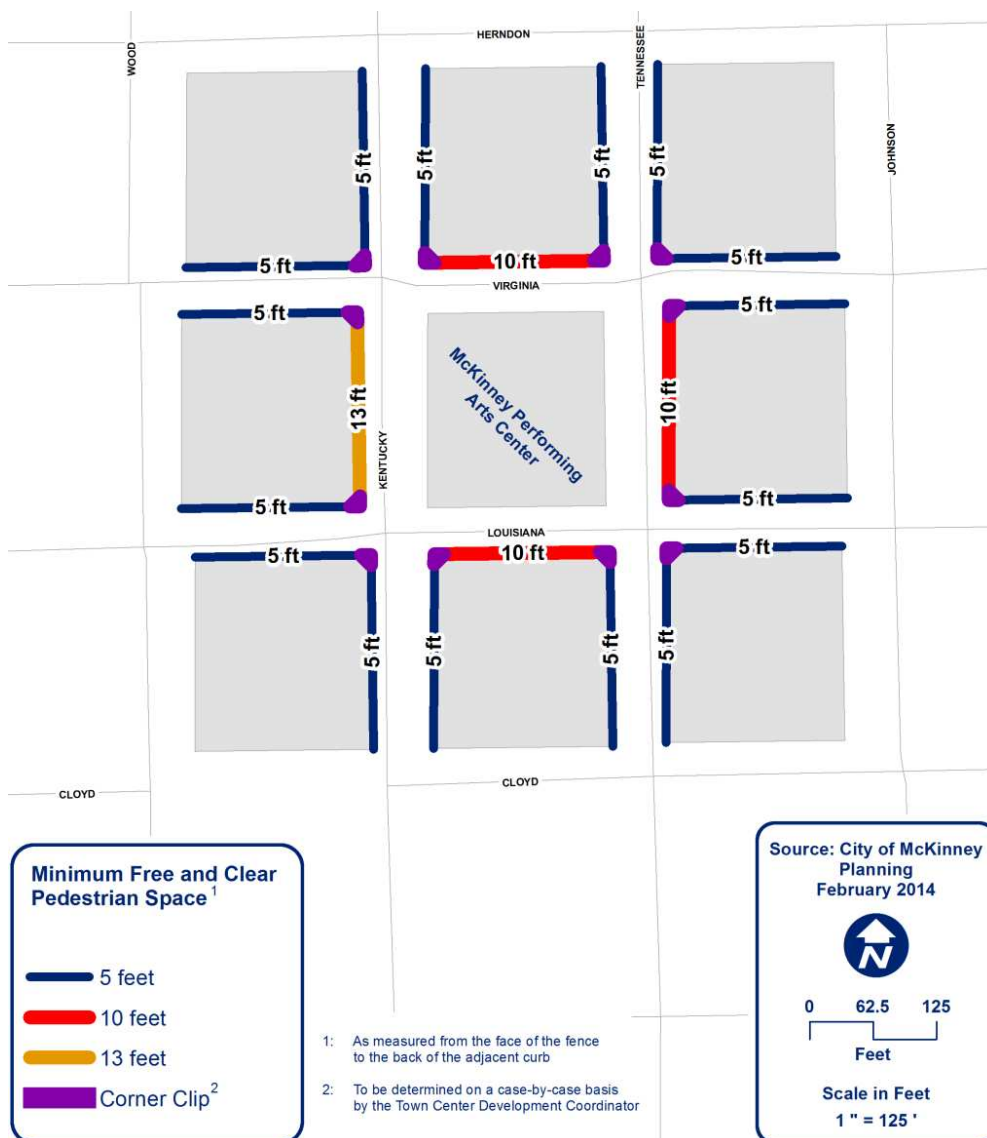 HERNDON
WOOD
TENNESSEE
JOHNSON
5 ft
5 ft
5 ft
5 ft
5 ft
10 ft
5 ft
VIRGINIA
5 ft
5 ft
13 ft
KENTUCKY
McKinney Performing
Arts Center
10 ft
5 ft
5 ft
LOUISIANA
5 ft
10 ft
5 ft
5 ft
5 ft
5 ft
5 ft
CLOYD
CLOYD
Minimum Free and Clear
Pedestrian Space 1
5 feet
10 feet
13 feet
Corner Clip 2
1: As measured from the face of the fence
to the back of the adjacent curb
2: To be determined on a case-by-case basis
by the Town Center Development Coordinator
Source: City of McKinney
Planning
February 2014
N
0 62.5 125
Feet
Scale in Feet
1 " = 125 '